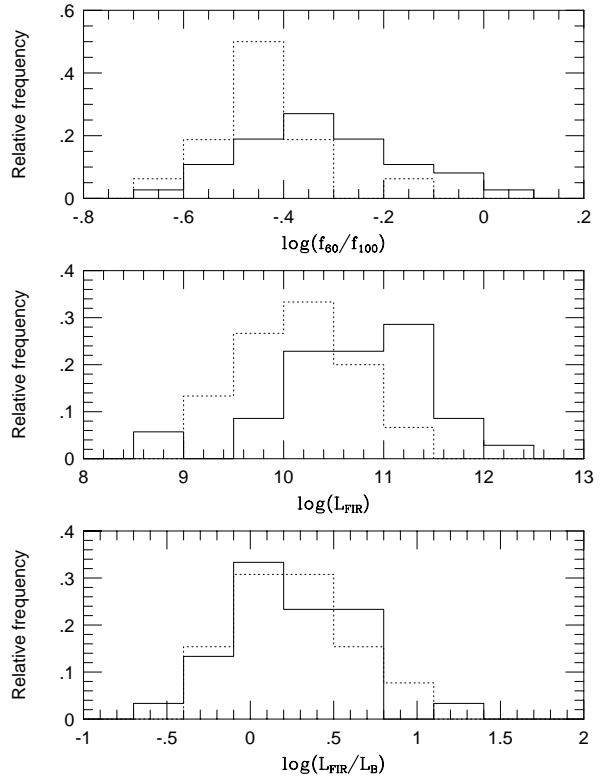 Relative frequency
.6
.4
.2
0
-.8 -.6 -.4 -.2 0 .2
log(f60/f100)
Relative frequency
.4
.3
.2
.1
0
8 9 10 11 12 13
log(LFIR)
Relative frequency
.4
.3
.2
.1
0
-1 -.5 0 .5 1 1.5 2
log(LFIR/LB)